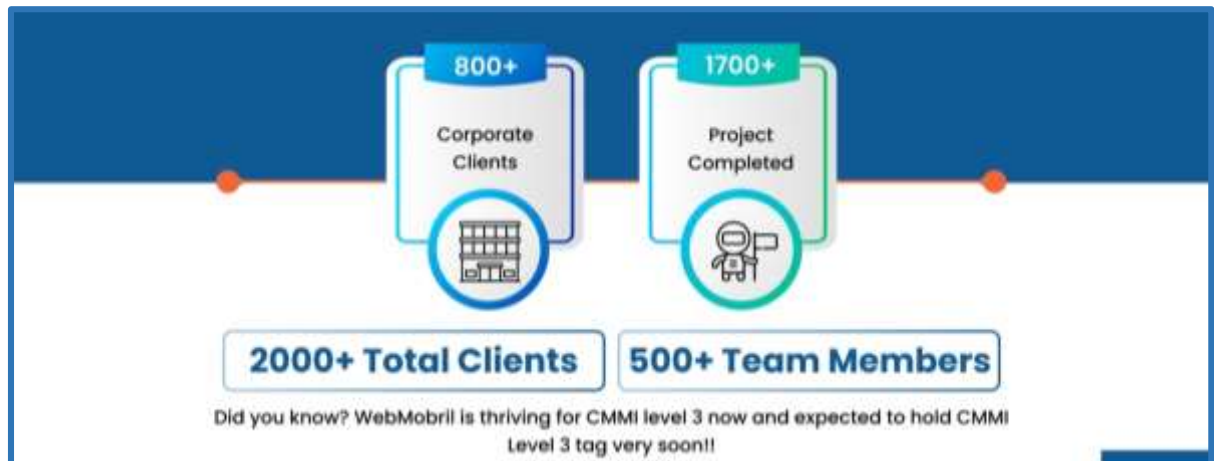 800+
1700+
Corporate
Clients
Project
Completed
2000+ Total Clients
500+ Team Members
Did you know? WebMobril is thriving for CMMI level 3 now and expected to hold CMMI
Level 3 tag very soon!!